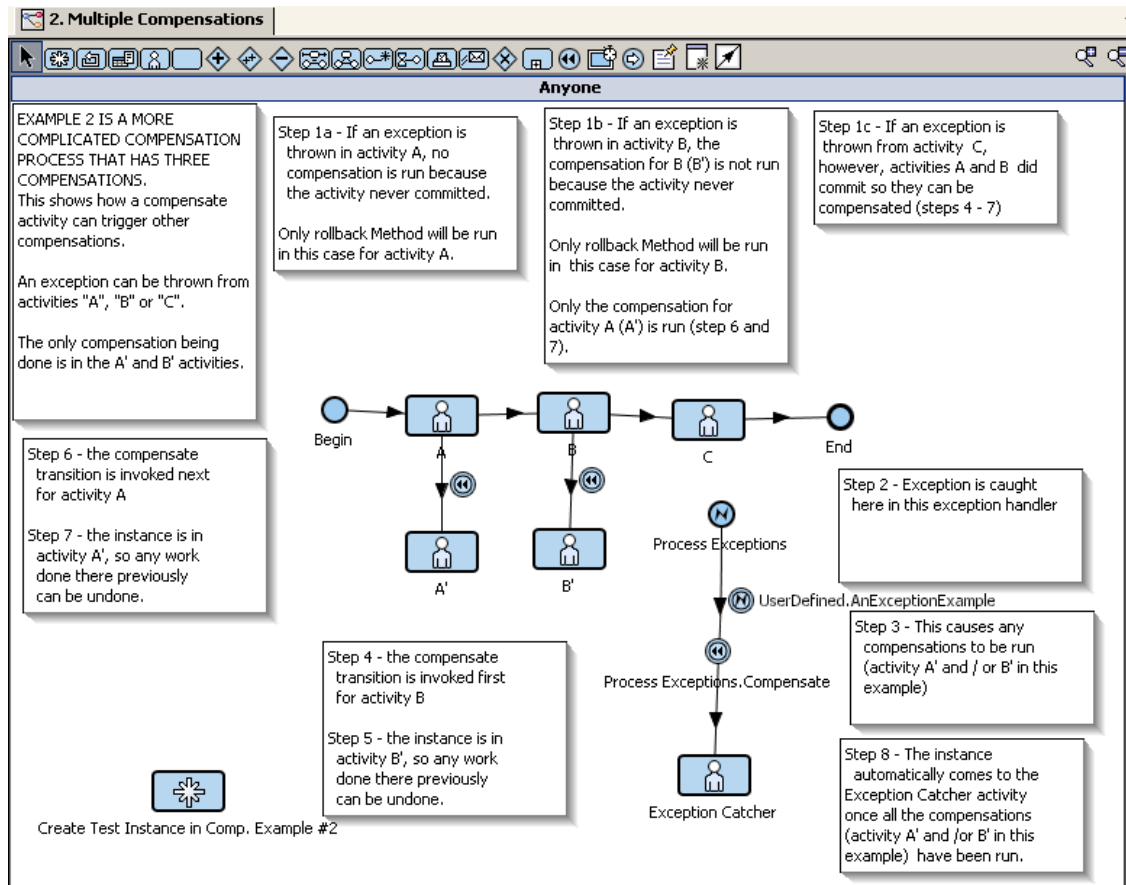 2. Multiple Compensations
Anyone
EXAMPLE 2 IS A MORE
COMPLICATED COMPENSATION
PROCESS THAT HAS THREE
COMPENSATIONS.
This shows how a compensate
activity can trigger other
compensations.
An exception can be thrown from
activities "A", "B" or "C".
The only compensation being
done is in the A' and B' activities.
Step 1a - If an exception is
thrown in activity A, no
compensation is run because
the activity never committed.
Only rollback Method will be run
in this case for activity A.
Step 1b - If an exception is
thrown in activity B, the
compensation for B (B') is not run
because the activity never
committed.
Only rollback Method will be run
in this case for activity B.
Only the compensation for
activity A (A') is run (step 6 and
7).
Step 1c - If an exception is
thrown from activity C,
however, activities A and B did
commit so they can be
compensated (steps 4 - 7)
Begin
A
B
C
End
Step 6 - the compensate
transition is invoked next
for activity A
Step 7 - the instance is in
activity A', so any work
done there previously
can be undone.
A'
B'
Process Exceptions
Step 2 - Exception is caught
here in this exception handler
UserDefined.AnExceptionExample
Step 3 - This causes any
compensations to be run
(activity A' and / or B' in this
example)
Process Exceptions.Compensate
Step 4 - the compensate
transition is invoked first
for activity B
Step 5 - the instance is in
activity B', so any work
done there previously
can be undone.
Exception Catcher
Step 8 - The instance
automatically comes to the
Exception Catcher activity
once all the compensations
(activity A' and /or B' in this
example) have been run.
Create Test Instance in Comp. Example #2